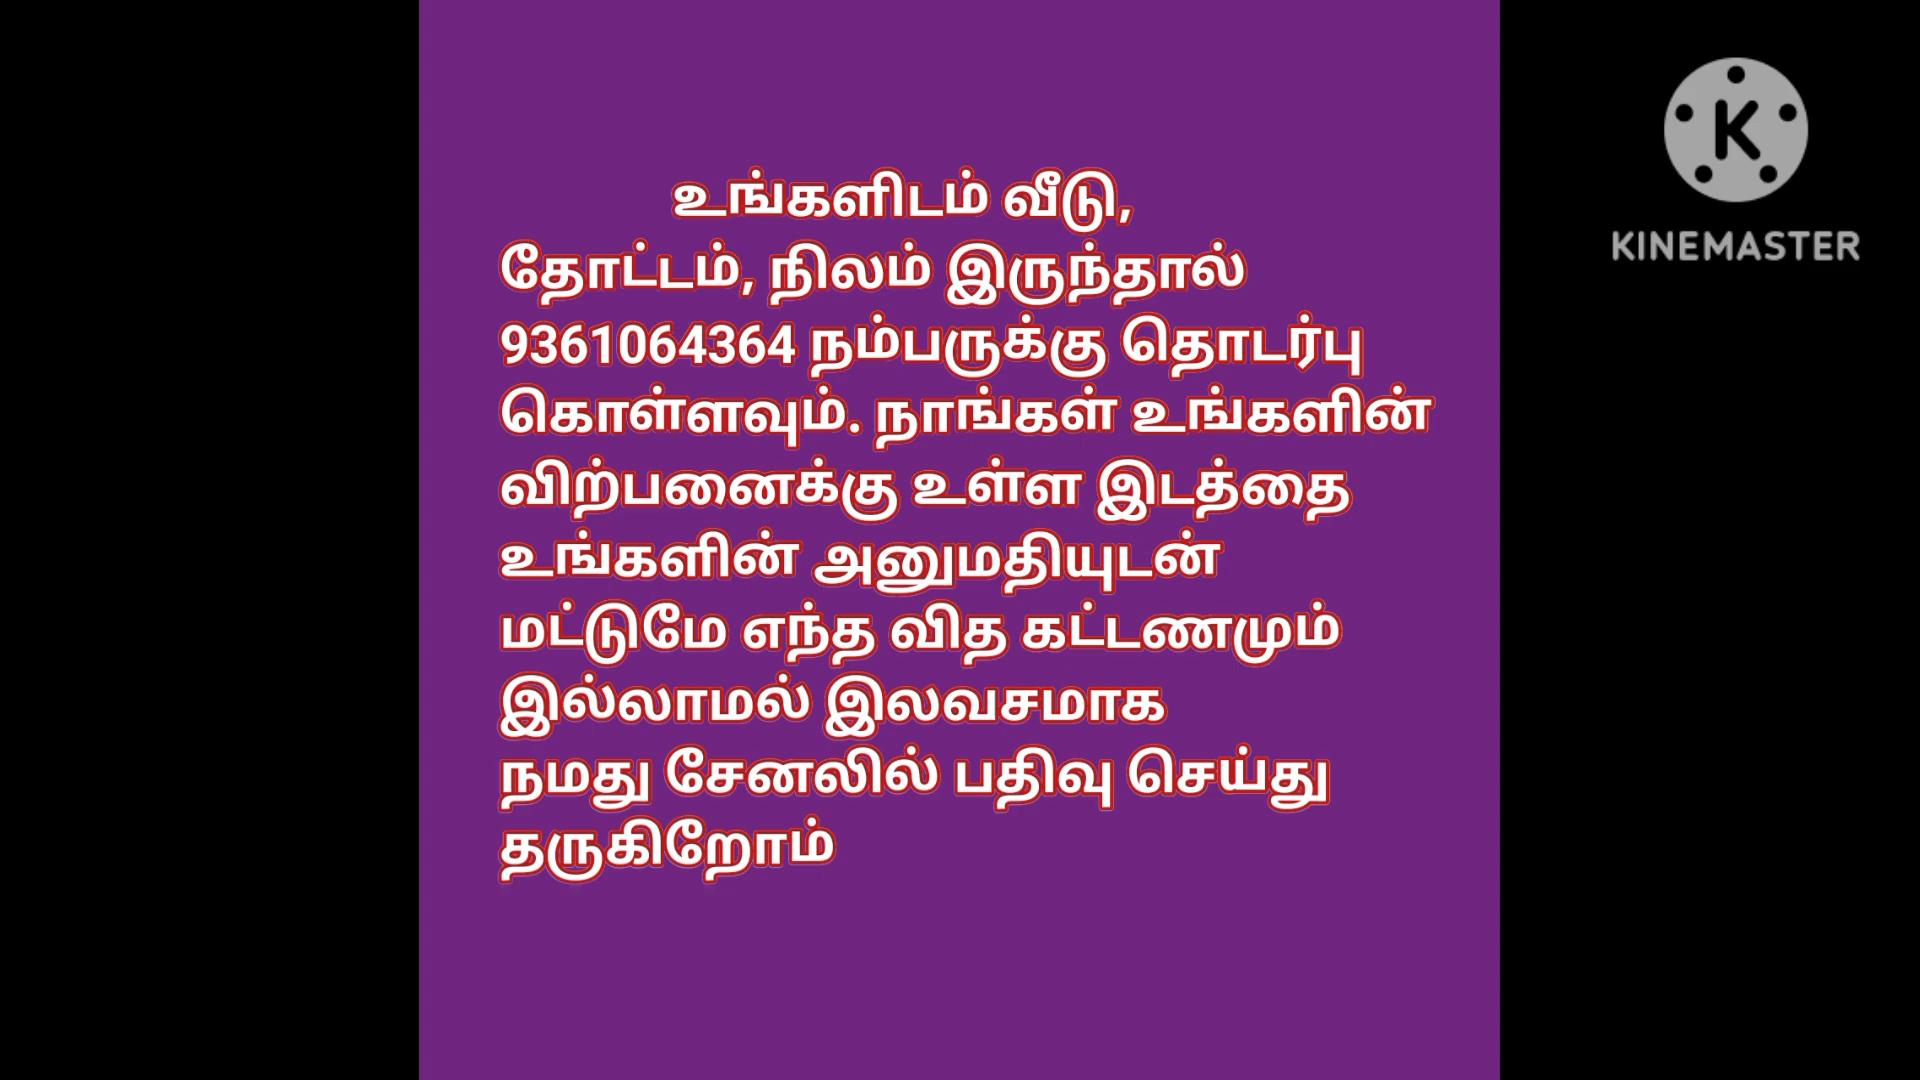 உங்களிடம் வீடு,
தோட்டம், நிலம் இருந்தால்
9361064364 நம்பருக்கு தொடர்பு
கொள்ளவும். நாங்கள் உங்களின்
விற்பனைக்கு உள்ள இடத்தை
உங்களின் அனுமதியுடன்
மட்டுமே எந்த வித கட்டணமும்
இல்லாமல் இலவசமாக
நமது சேனலில் பதிவு செய்து
தருகிறோம்
K
KINEMASTER